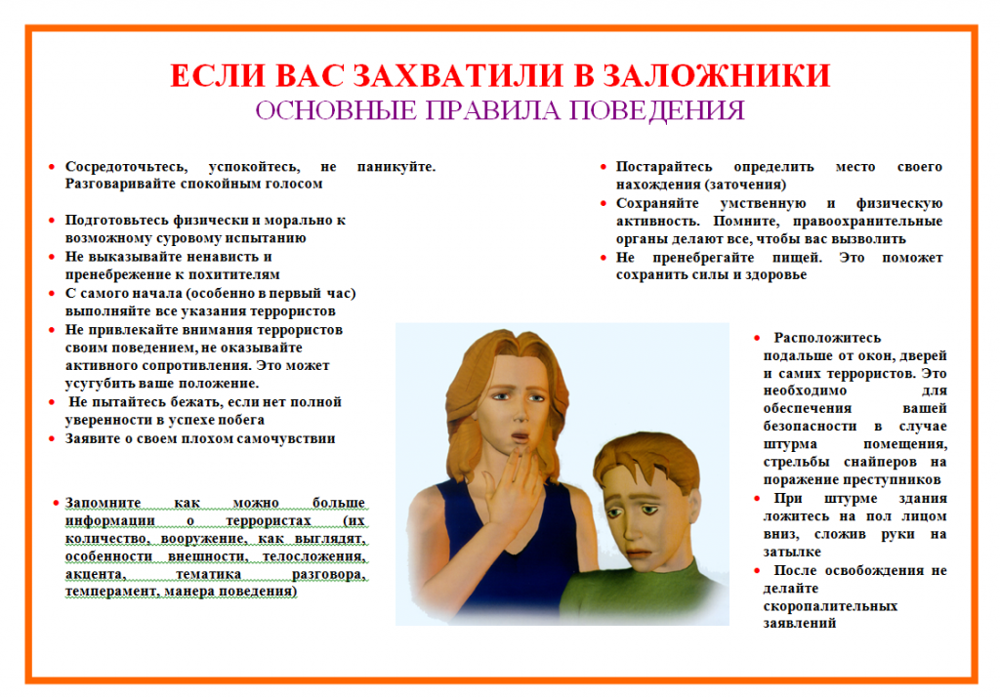 ЕСЛИ ВАС ЗАХВАТИЛИ В ЗАЛОЖНИКИ
ОСНОВНЫЕ ПРАВИЛА ПОВЕДЕНИЯ
Сосредоточьтесь, успокойтесь, не паникуйте.
Разговаривайте спокойным голосом
Подготовьтесь физически и морально к
возможному суровому испытанию
Не выказывайте ненависть и
пренебрежение к похитителям
С самого начала (особенно в первый час)
выполняйте все указания террористов
Не привлекайте внимания террористов
своим поведением, не оказывайте
активного сопротивления. Это может
усугубить ваше положение.
Не пытайтесь бежать, если нет полной
уверенности в успехе побега
Заявите о своем плохом самочувствии
Запомните как можно больше
информации о террористах (их
количество, вооружение, как выглядят,
особенности внешности, телосложения,
акцента, тематика разговора,
темперамент, манера поведения)
Постарайтесь определить место своего
нахождения (заточения)
Сохраняйте умственную и физическую
активность. Помните, правоохранительные
органы делают все, чтобы вас вызволить
Не пренебрегайте пищей. Это поможет
сохранить силы и здоровье
Расположитесь
подальше от окон, дверей
и самих террористов. Это
необходимо для
обеспечения вашей
безопасности в случае
штурма помещения,
стрельбы снайперов на
поражение преступников
При штурме здания
ложитесь на пол лицом
вниз, сложив руки на
затылке
После освобождения не
делайте
скоропалительных
заявлений